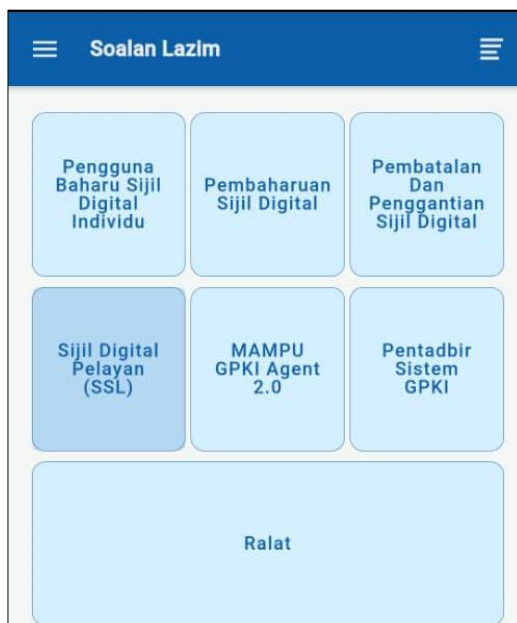 Soalan Lazim
Pengguna
Baharu Sijil
Digital
Individu
Pembaharuan
Sijil Digital
Pembatalan
Dan
Penggantian
Sijil Digital
Sijil Digital
Pelayan
(SSL)
MAMPU
GPKI Agent
2.0
Pentadbir
Sistem
GPKI
Ralat